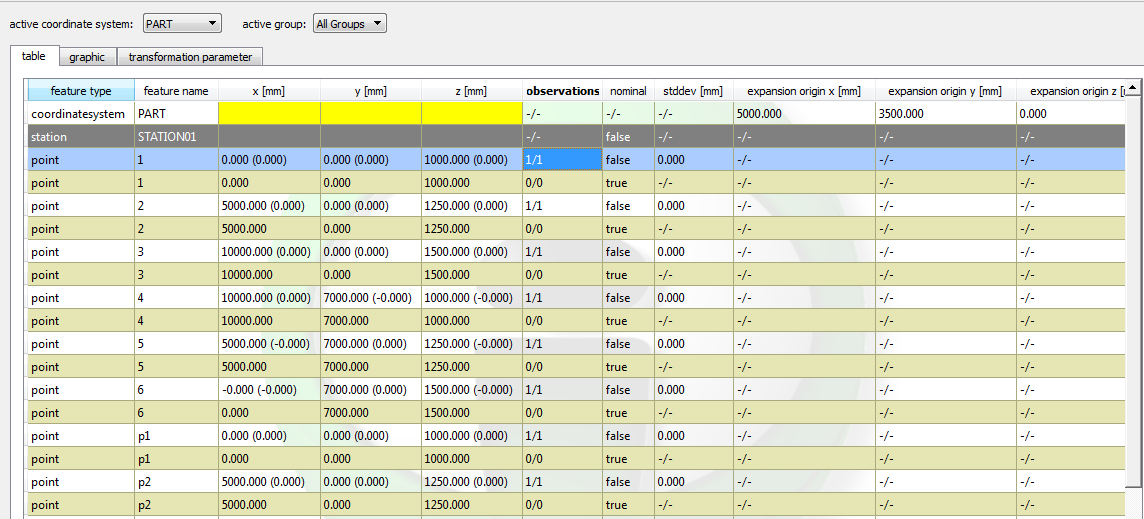 active coordinate system: PART active group: All Groups
table graphic transformation parameter
feature type feature name x [mm] y [mm] z [mm] observations nominal stddev [mm] expansion origin x [mm] expansion origin y [mm] expansion origin z [m
coordinatesystem PART -/- -/- -/- 5000.000 3500.000 0.000
station STATION01 -/- false -/- -/- -/- -/-
point 1 0.000 (0.000) 0.000 (0.000) 1000.000 (0.000) 1/1 false 0.000 -/- -/- -/-
point 1 0.000 0.000 1000.000 0/0 true -/- -/- -/- -/-
point 2 5000.000 (0.000) 0.000 (0.000) 1250.000 (0.000) 1/1 false 0.000 -/- -/- -/-
point 2 5000.000 0.000 1250.000 0/0 true -/- -/- -/- -/-
point 3 10000.000 (0.000) 0.000 (0.000) 1500.000 (0.000) 1/1 false 0.000 -/- -/- -/-
point 3 10000.000 0.000 1500.000 0/0 true -/- -/- -/- -/-
point 4 10000.000 (0.000) 7000.000 (-0.000) 1000.000 (-0.000) 1/1 false 0.000 -/- -/- -/-
point 4 10000.000 7000.000 1000.000 0/0 true -/- -/- -/- -/-
point 5 5000.000 (-0.000) 7000.000 (0.000) 1250.000 (-0.000) 1/1 false 0.000 -/- -/- -/-
point 5 5000.000 7000.000 1250.000 0/0 true -/- -/- -/- -/-
point 6 -0.000 (-0.000) 7000.000 (0.000) 1500.000 (-0.000) 1/1 false 0.000 -/- -/- -/-
point 6 0.000 7000.000 1500.000 0/0 true -/- -/- -/- -/-
point p1 0.000 (0.000) 0.000 (0.000) 1000.000 (0.000) 1/1 false 0.000 -/- -/- -/-
point p1 0.000 0.000 1000.000 0/0 true -/- -/- -/- -/-
point p2 5000.000 (0.000) 0.000 (0.000) 1250.000 (0.000) 1/1 false 0.000 -/- -/- -/-
point p2 5000.000 0.000 1250.000 0/0 true -/- -/- -/- -/-